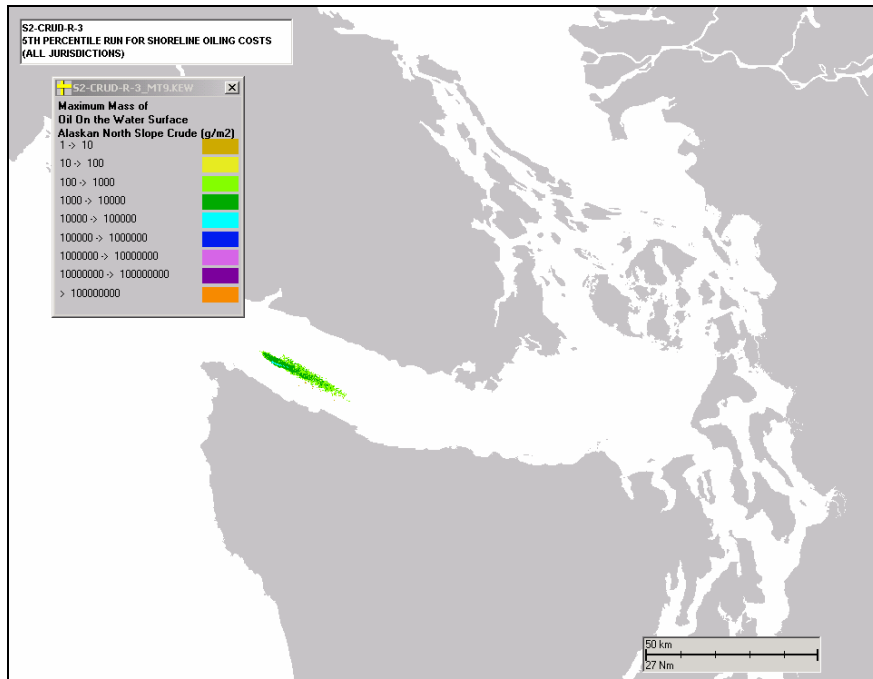 S2-CRUD-R-3
5TH PERCENTILE RUN FOR SHORELINE OILING COSTS
(ALL JURISDICTIONS)
S2-CRUD-R-3_MT9.KEW
Maximum Mass of
Oil On the Water Surface
Alaskan North Slope Crude (g/m2)
1 -> 10
10 -> 100
100 -> 1000
1000 -> 10000
10000 -> 100000
100000 -> 1000000
1000000 -> 10000000
10000000 -> 100000000
> 100000000
50 km
27 Nm